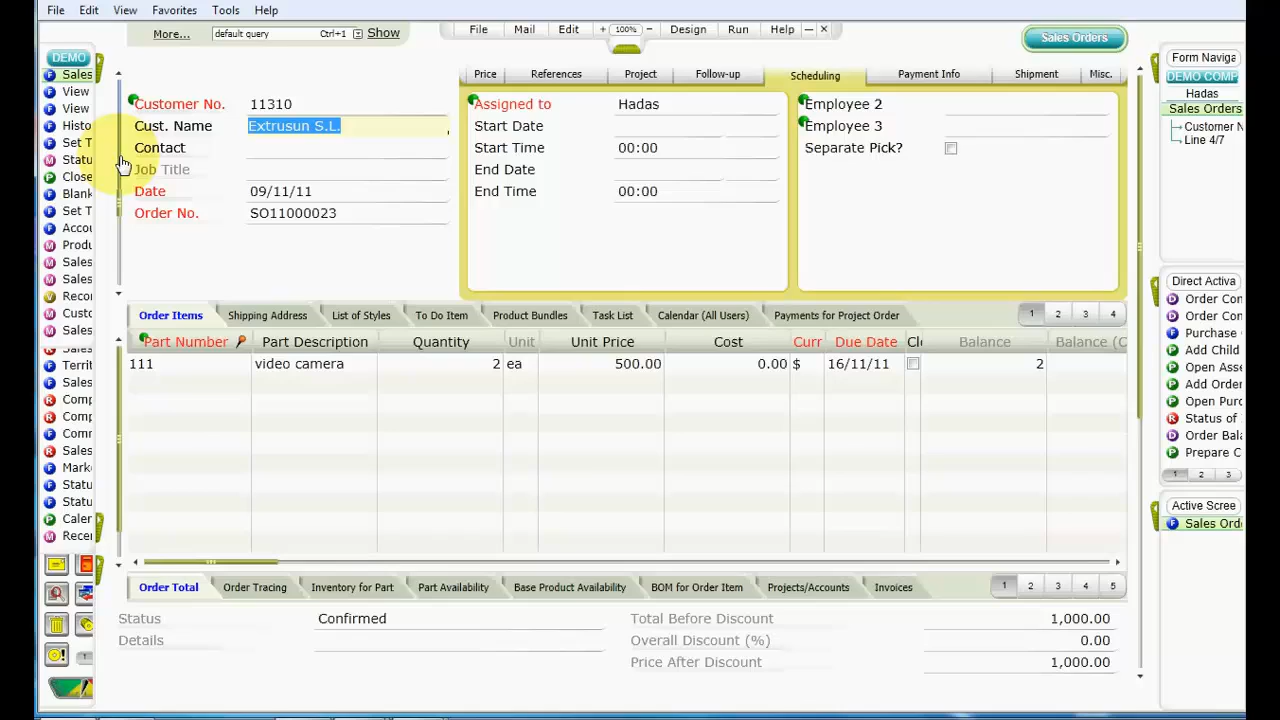 File Edit View Favorites Tools Help
More... default query Ctrl+1 Show
File Mail Edit + 100% − Design Run Help
Sales Orders
DEMO
Sales
View
View
Histo
Set T
Statu
Close
Blank
Set T
Accou
Produ
Sales
Sales
Recor
Custo
Sales
Sales
Territ
Sales
Comp
Comp
Comm
Sales
Marke
Statu
Statu
Calen
Recei
1
Customer No. 11310
Cust. Name Extrusun S.L.
Contact
Job Title
Date 09/11/11
Order No. SO11000023
Price References Project Follow-up Scheduling Payment Info Shipment Misc.
Assigned to Hadas
Start Date
Start Time 00:00
End Date
End Time 00:00
Employee 2
Employee 3
Separate Pick?
Order Items Shipping Address List of Styles To Do Item Product Bundles Task List Calendar (All Users) Payments for Project Order 1 2 3 4
Part Number Part Description Quantity Unit Unit Price Cost Curr Due Date Cl Balance Balance (C
111 video camera 2 ea 500.00 0.00 $ 16/11/11 2
Order Total Order Tracing Inventory for Part Part Availability Base Product Availability BOM for Order Item Projects/Accounts Invoices 1 2 3 4 5
Status Confirmed
Details
Total Before Discount 1,000.00
Overall Discount (%) 0.00
Price After Discount 1,000.00
Form Naviga
DEMO COMP
Hadas
Sales Orders
Customer N
Line 4/7
Direct Activa
Order Con
Order Con
Purchase
Add Child
Open Asse
Add Order
Open Purc
Status of
Order Bala
Prepare C
1 2 3
Active Scree
Sales Ord